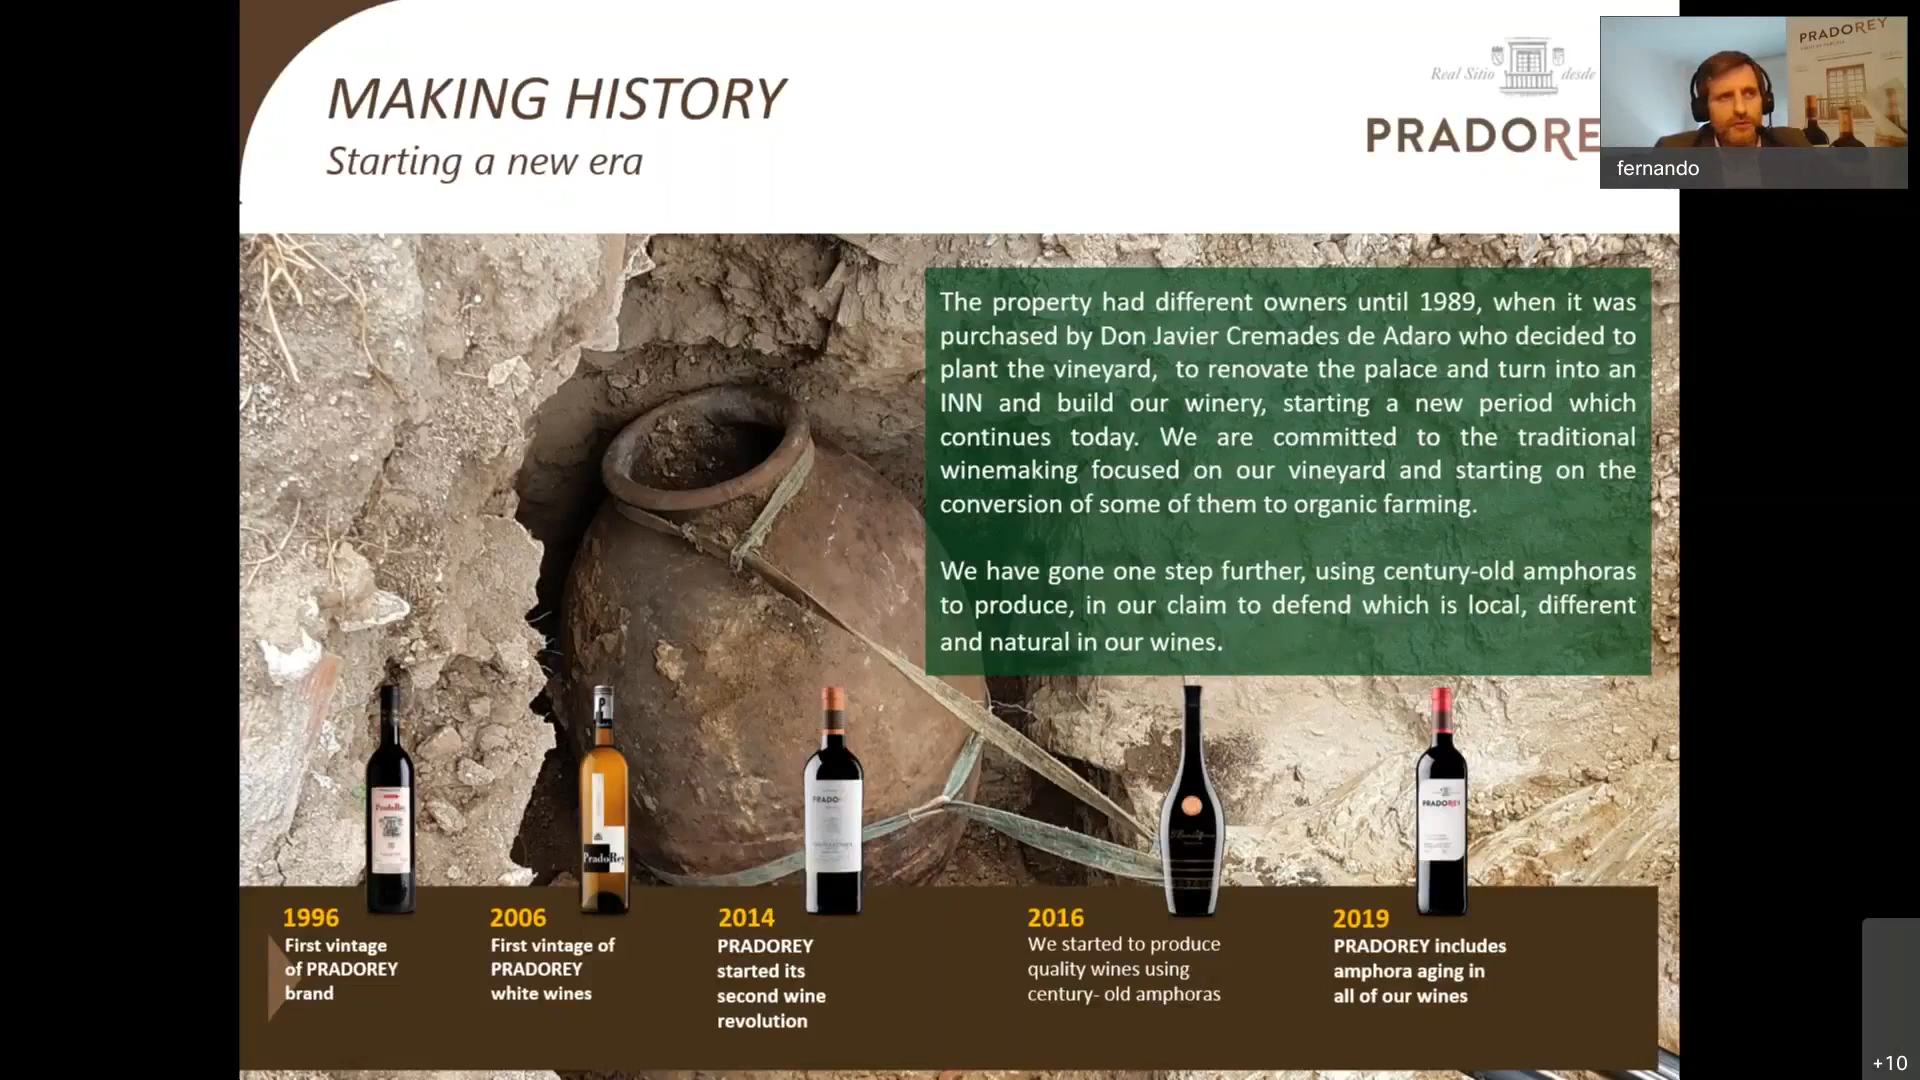 MAKING HISTORY
Starting a new era
Real Sitio desde
PRADORE
PRADOREY
fernando
The property had different owners until 1989, when it was
purchased by Don Javier Cremades de Adaro who decided to
plant the vineyard, to renovate the palace and turn into an
INN and build our winery, starting a new period which
continues today. We are committed to the traditional
winemaking focused on our vineyard and starting on the
conversion of some of them to organic farming.
We have gone one step further, using century-old amphoras
to produce, in our claim to defend which is local, different
and natural in our wines.
PradoRey
PradoRey
PRADO
PRADOREY
1996
First vintage
of PRADOREY
brand
2006
First vintage of
PRADOREY
white wines
2014
PRADOREY
started its
second wine
revolution
2016
We started to produce
quality wines using
century- old amphoras
2019
PRADOREY includes
amphora aging in
all of our wines
+10